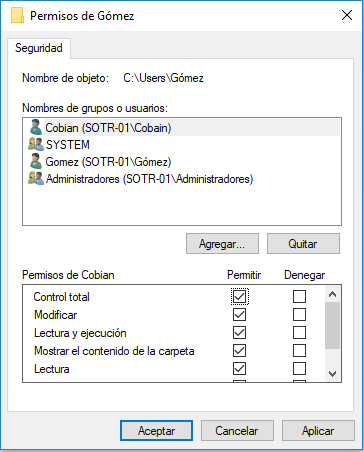 Permisos de Gómez
Seguridad
Nombre de objeto: C:\Users\Gómez
Nombres de grupos o usuarios:
Cobian (SOTR-01\Cobain)
SYSTEM
Gomez (SOTR-01\Gómez)
Administradores (SOTR-01\Administradores)
Agregar... Quitar
Permisos de Cobian Permitir Denegar
Control total
Modificar
Lectura y ejecución
Mostrar el contenido de la carpeta
Lectura
Aceptar Cancelar Aplicar